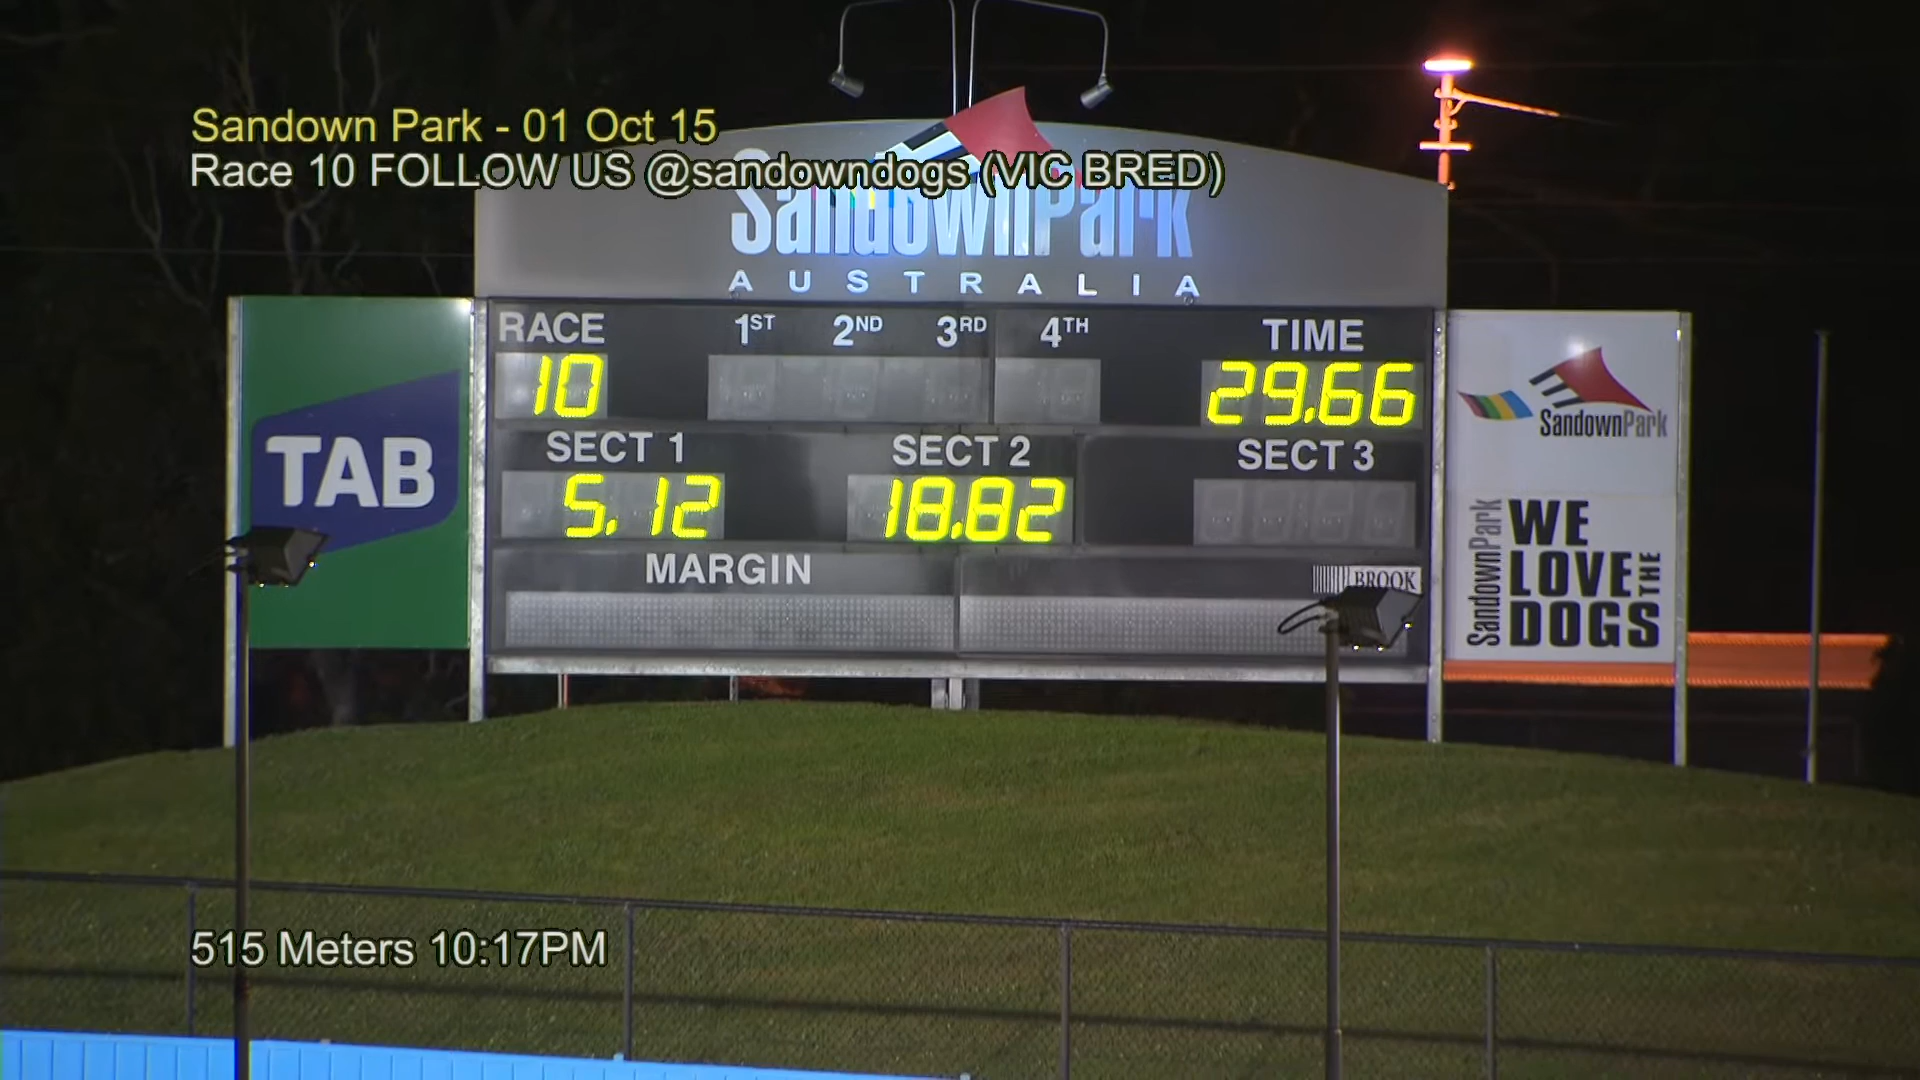 Sandown Park - 01 Oct 15
Race 10 FOLLOW US @sandowndogs (VIC BRED)
SandownPark
AUSTRALIA
RACE 1ST 2ND 3RD 4TH TIME
10 29.66
SECT 1 SECT 2 SECT 3
5.12 18.82
MARGIN
BROOK
TAB
SandownPark
SandownPark
WE
LOVE THE
DOGS
515 Meters 10:17PM